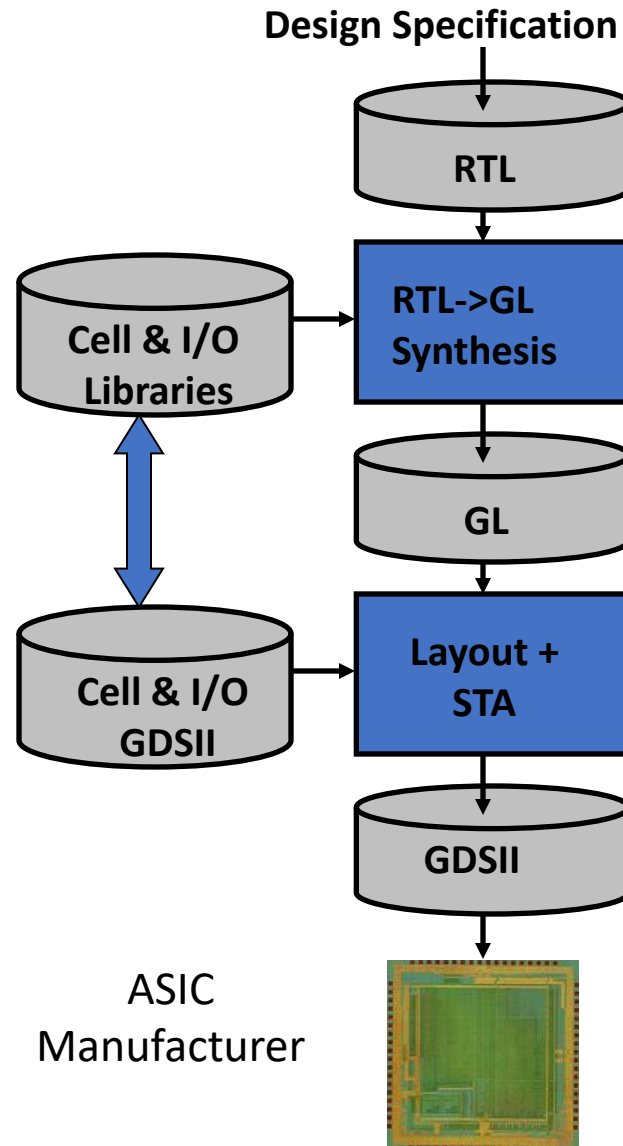 Design Specification
RTL
RTL->GL
Synthesis
Cell & I/O
Libraries
GL
Layout +
STA
Cell & I/O
GDSII
GDSII
ASIC
Manufacturer